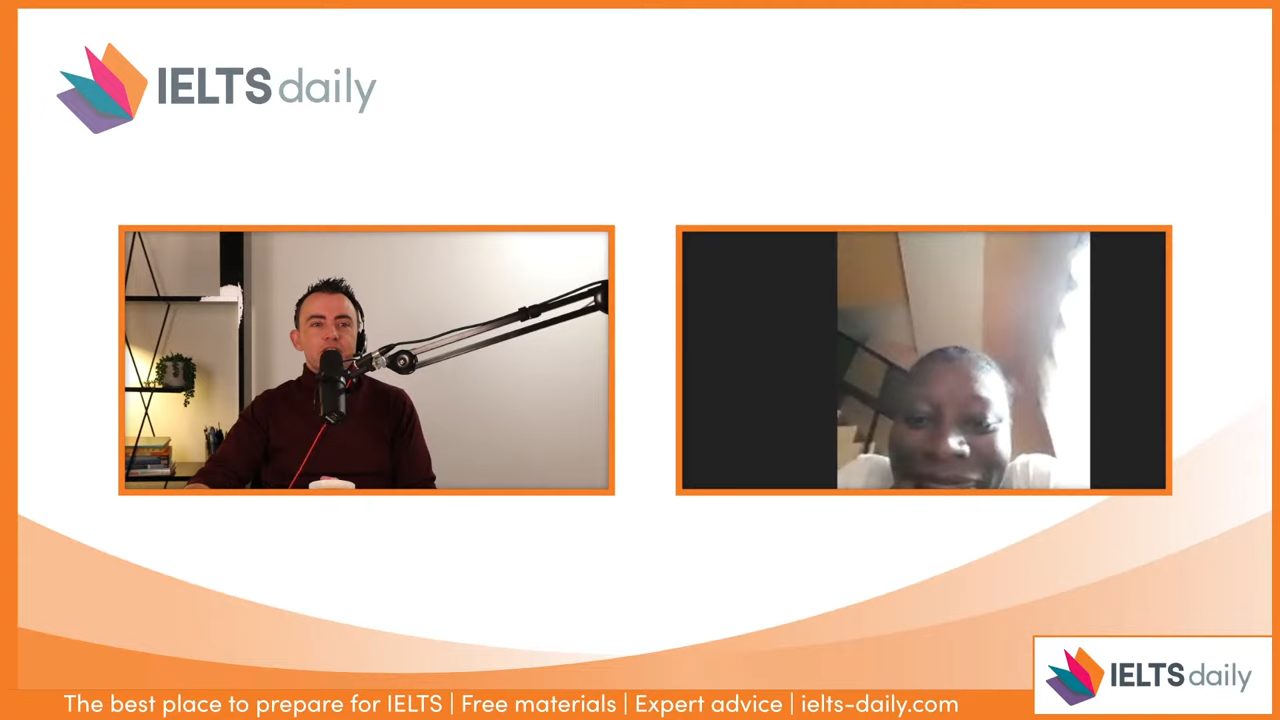 IELTS daily
IELTS daily
The best place to prepare for IELTS | Free materials | Expert advice | ielts-daily.com